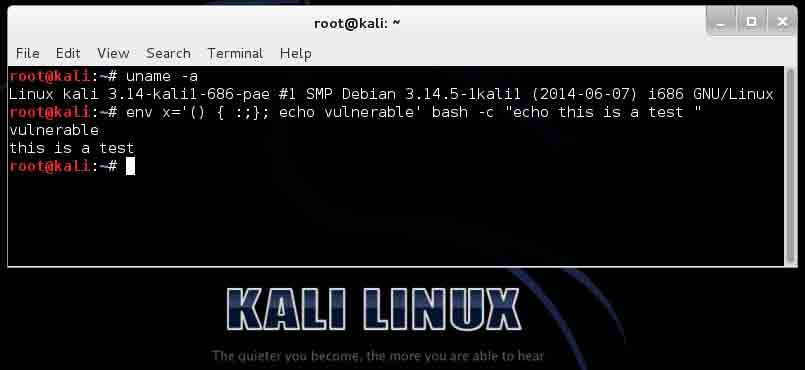 root@kali: ~
File Edit View Search Terminal Help
root@kali:~# uname -a
Linux kali 3.14-kali1-686-pae #1 SMP Debian 3.14.5-1kali1 (2014-06-07) i686 GNU/Linux
root@kali:~# env x='() { :;}; echo vulnerable' bash -c "echo this is a test "
vulnerable
this is a test
root@kali:~#
KALI LINUX
The quieter you become, the more you are able to hear